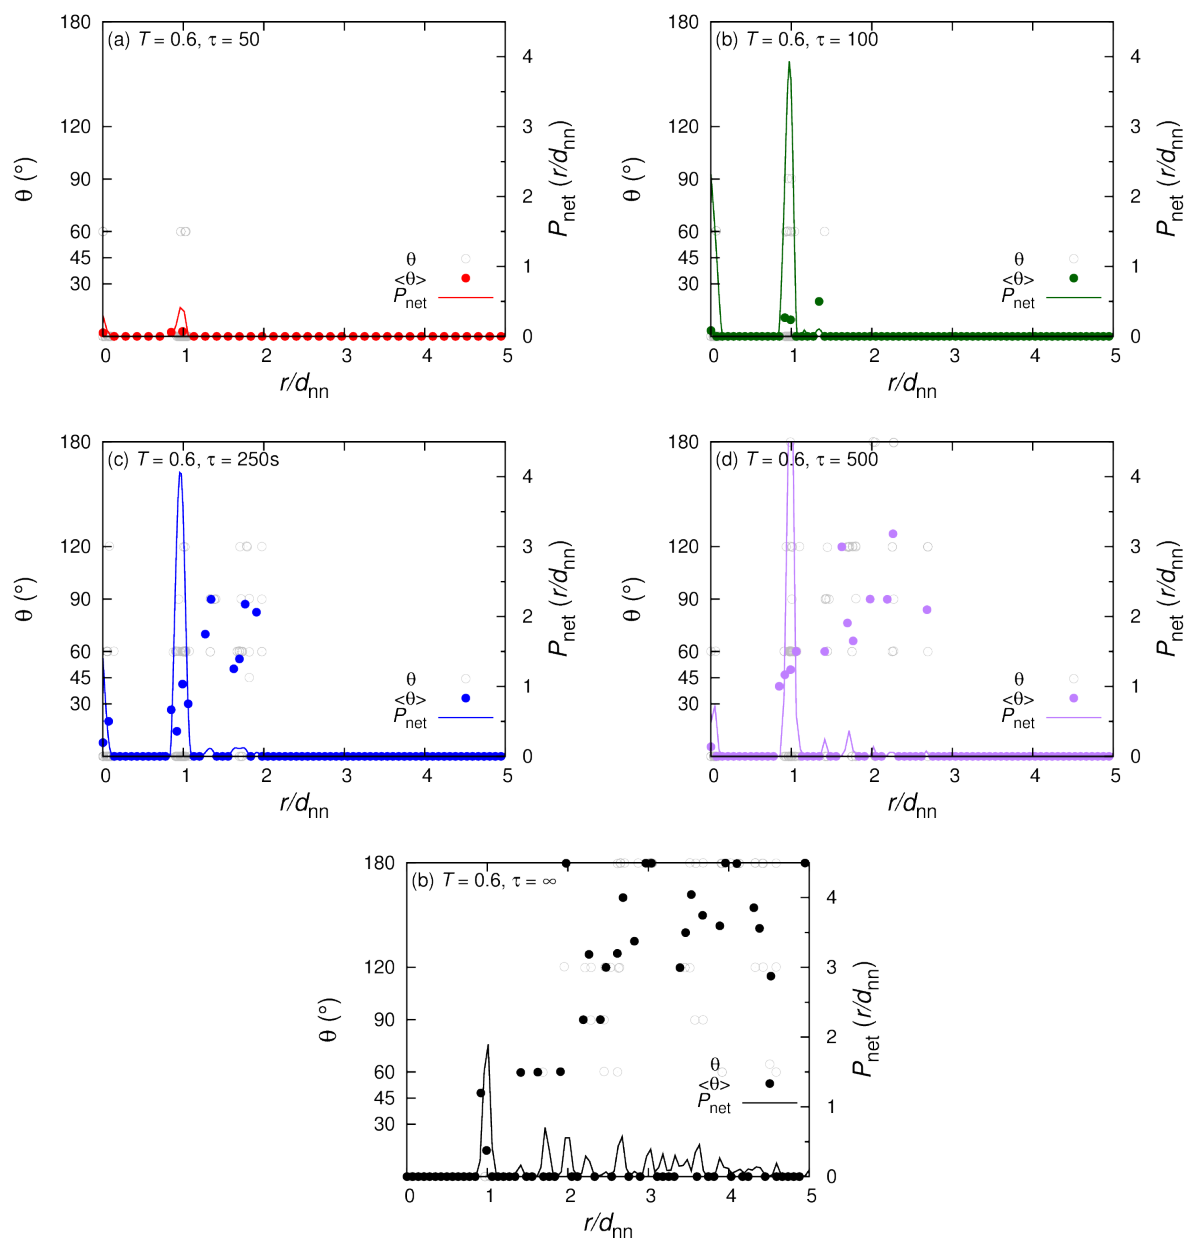 (a) T = 0.6, τ = 50
180
120
90
60
45
30
θ (°)
4
3
2
1
0
P_net (r/d_nn)
θ
<θ>
P_net
0 1 2 3 4 5
r/d_nn
(b) T = 0.6, τ = 100
180
120
90
60
45
30
θ (°)
4
3
2
1
0
P_net (r/d_nn)
θ
<θ>
P_net
0 1 2 3 4 5
r/d_nn
(c) T = 0.6, τ = 250s
180
120
90
60
45
30
θ (°)
4
3
2
1
0
P_net (r/d_nn)
θ
<θ>
P_net
0 1 2 3 4 5
r/d_nn
(d) T = 0.6, τ = 500
180
120
90
60
45
30
θ (°)
4
3
2
1
0
P_net (r/d_nn)
θ
<θ>
P_net
0 1 2 3 4 5
r/d_nn
(b) T = 0.6, τ = ∞
180
120
90
60
45
30
θ (°)
4
3
2
1
0
P_net (r/d_nn)
θ
<θ>
P_net
0 1 2 3 4 5
r/d_nn